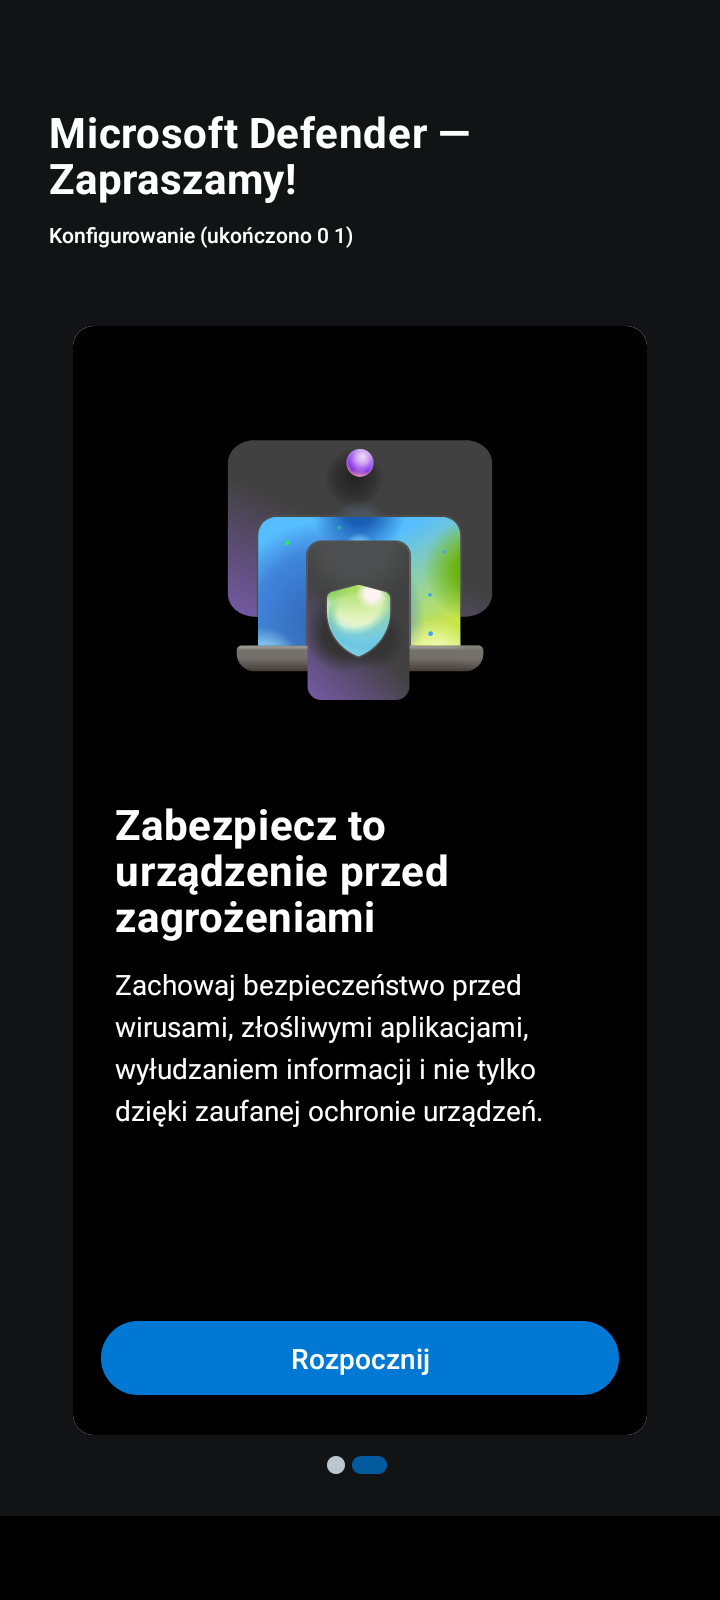 Microsoft Defender —
Zapraszamy!
Konfigurowanie (ukończono 0 1)
Zabezpiecz to
urządzenie przed
zagrożeniami
Zachowaj bezpieczeństwo przed
wirusami, złośliwymi aplikacjami,
wyłudzaniem informacji i nie tylko
dzięki zaufanej ochronie urządzeń.
Rozpocznij